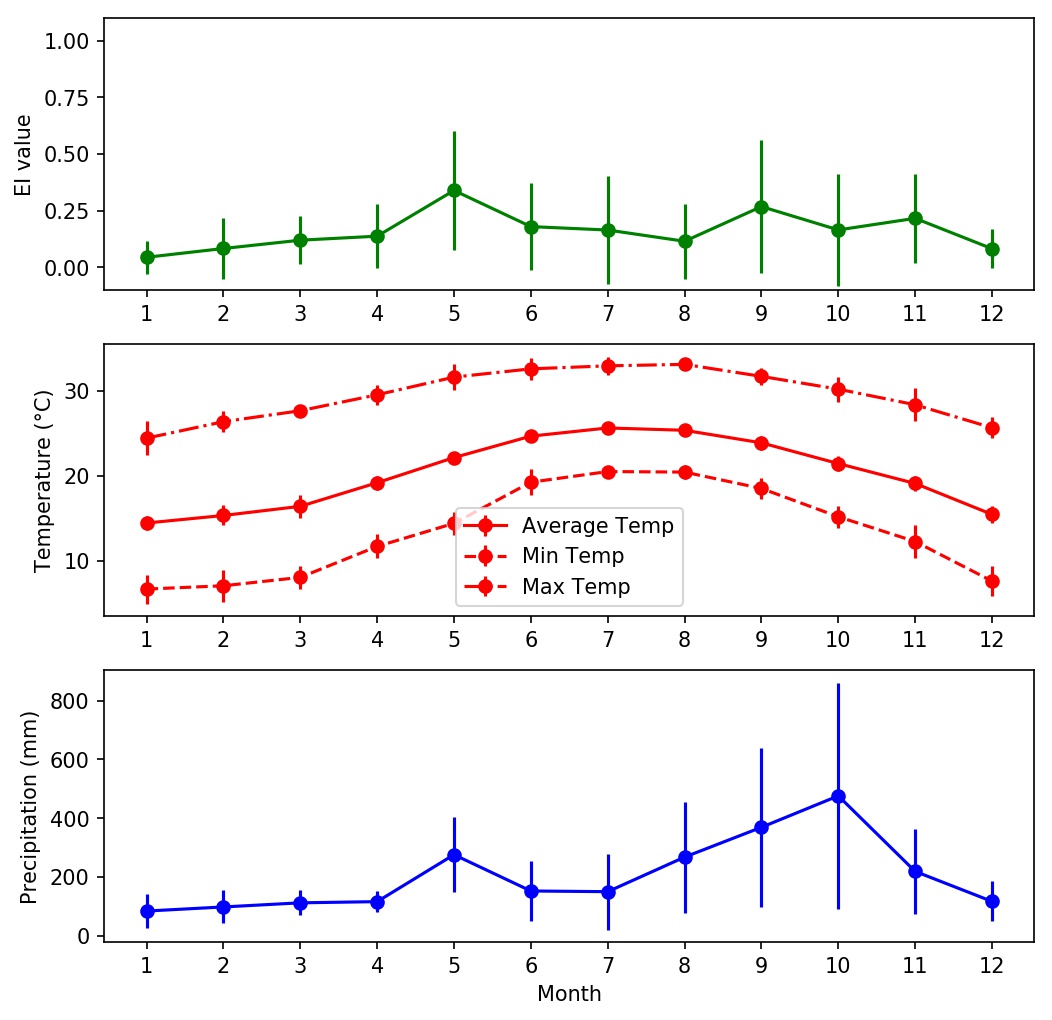 EI value
1.00
0.75
0.50
0.25
0.00
1 2 3 4 5 6 7 8 9 10 11 12
Temperature (°C)
30
20
10
Average Temp
Min Temp
Max Temp
1 2 3 4 5 6 7 8 9 10 11 12
Precipitation (mm)
800
600
400
200
0
1 2 3 4 5 6 7 8 9 10 11 12
Month